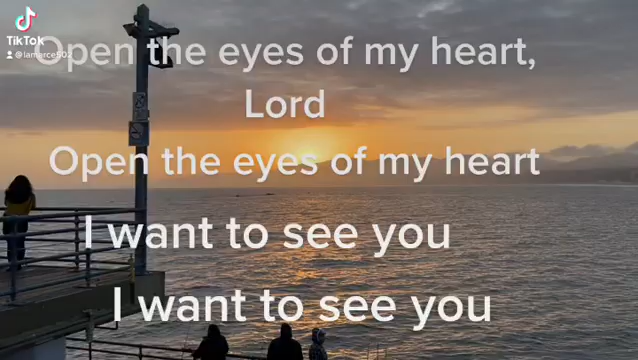 TikTok
@lamarce502
Open the eyes of my heart,
Lord
Open the eyes of my heart
I want to see you
I want to see you